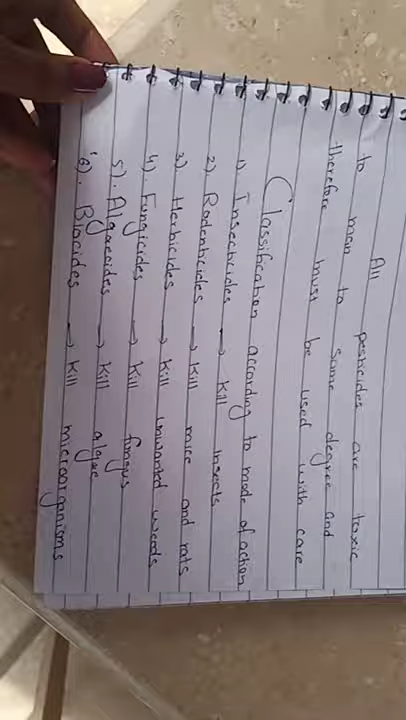 All pesticides are toxic
to man to some degree and
therefore must be used with care
Classification according to mode of action
1) Insecticides → Kill insects
2) Rodenticides → Kill mice and rats
3) Herbicides → Kill unwanted weeds
4). Fungicides → Kill fungus
5). Algaecides → Kill algae
6). Biocides → Kill microorganisms